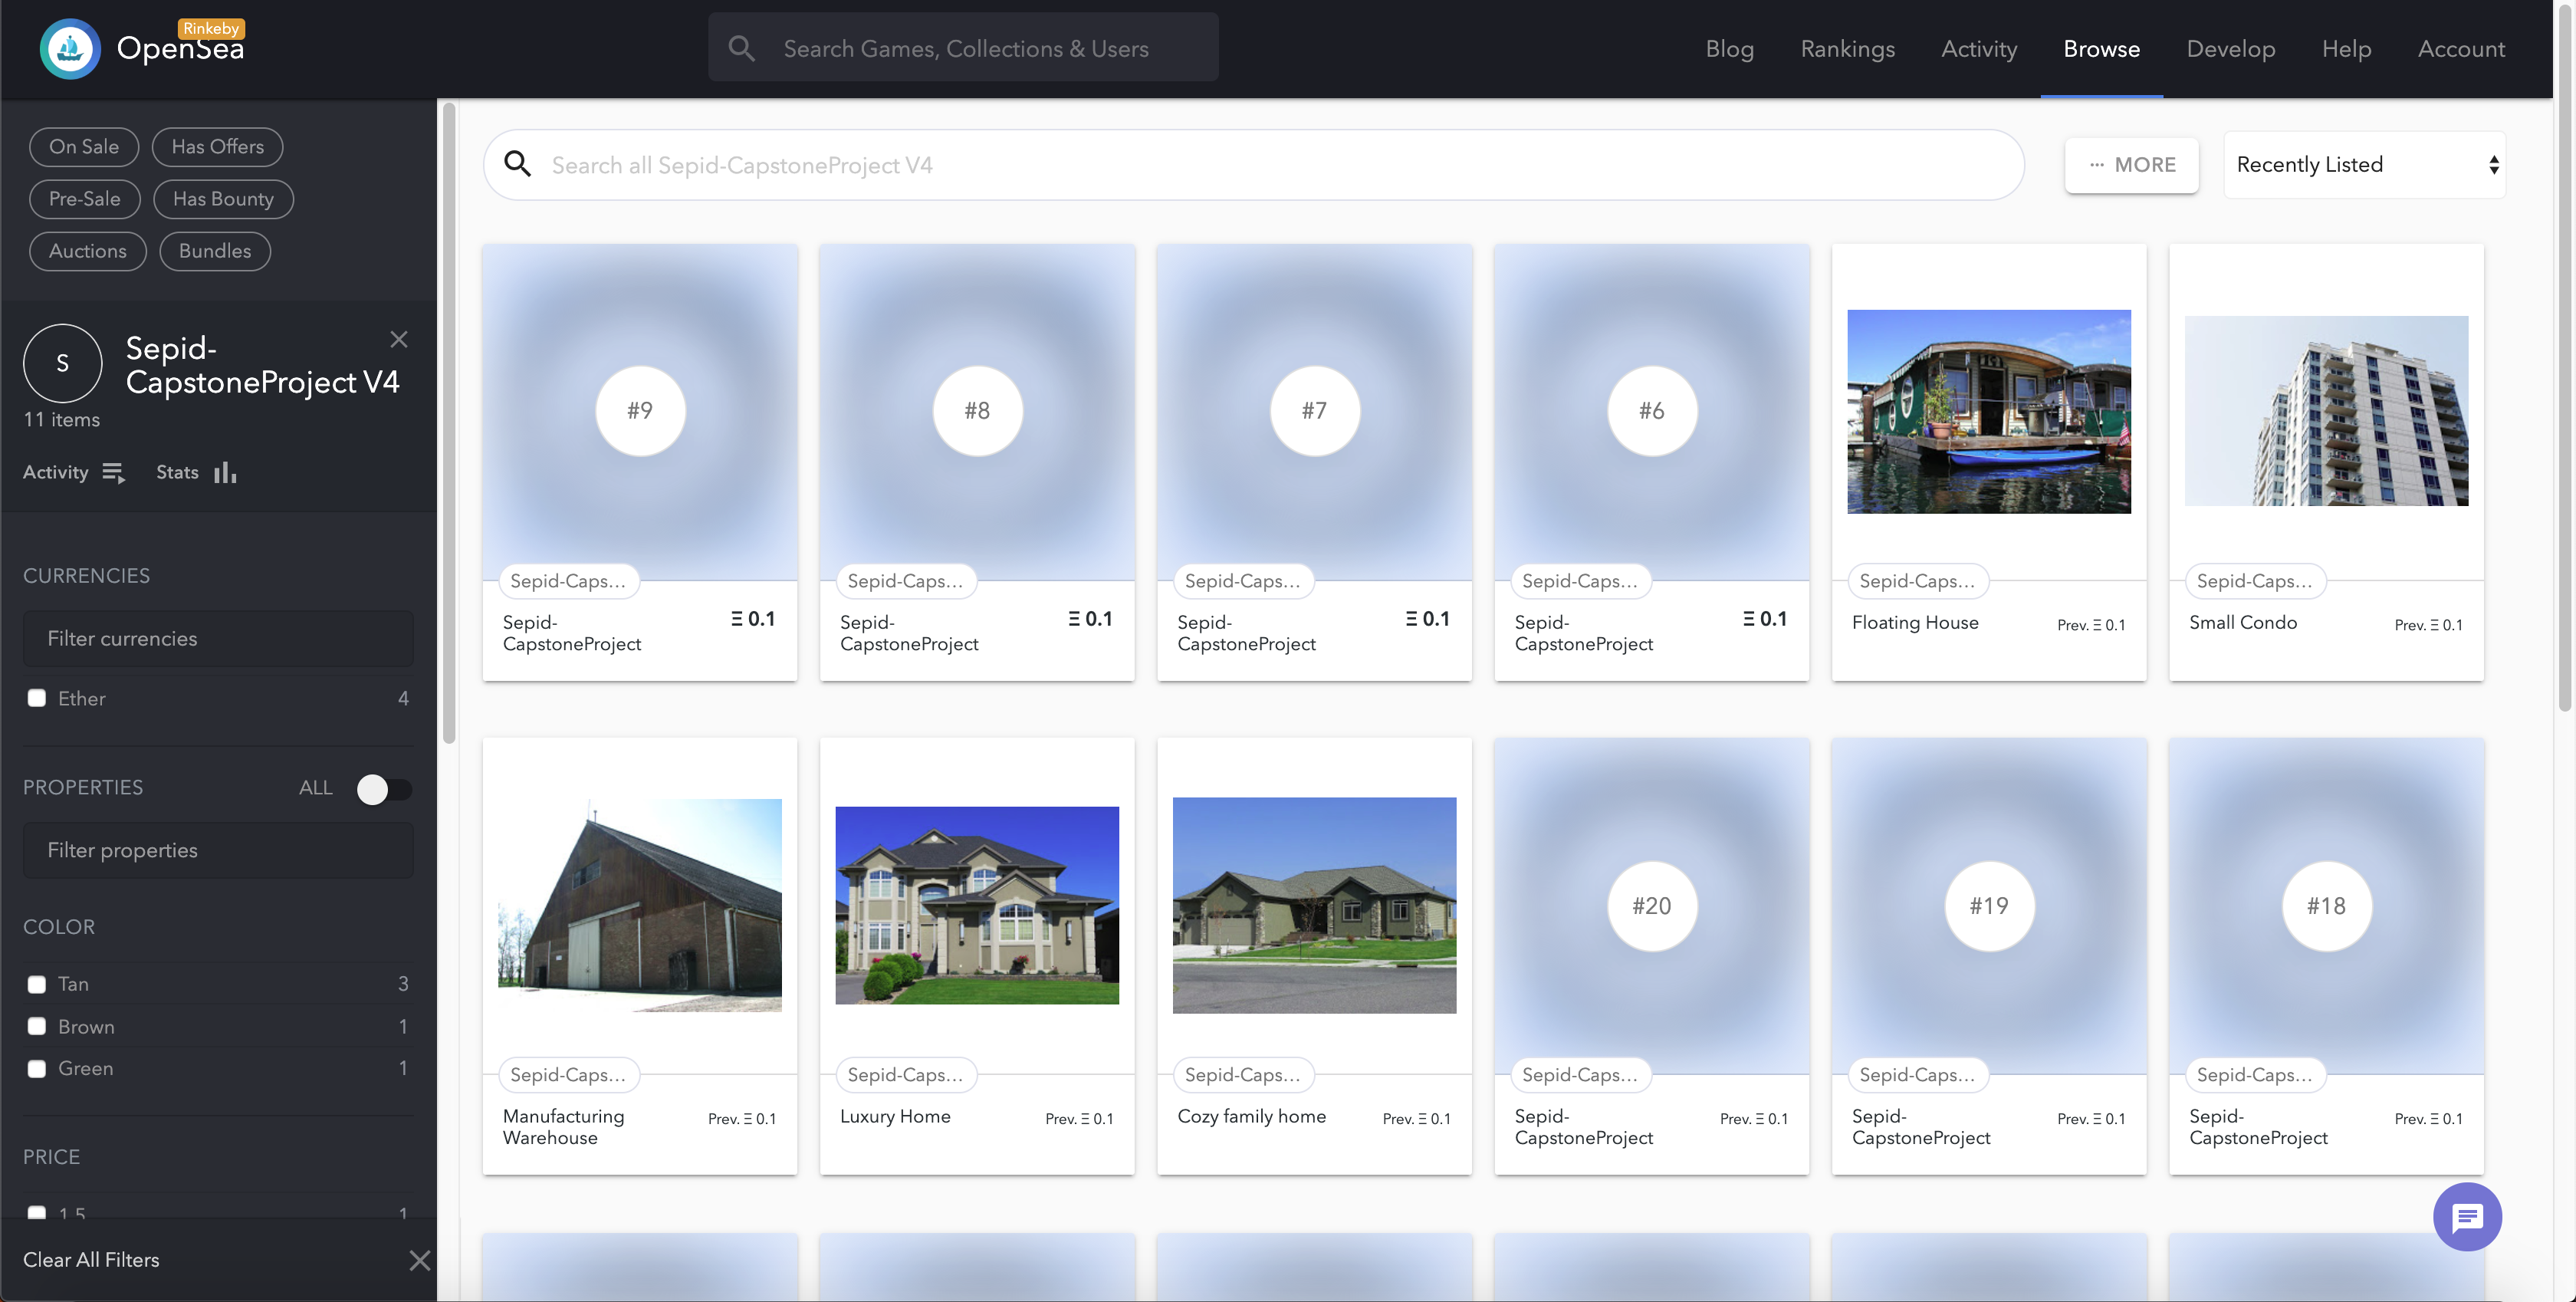 Rinkeby
OpenSea
Search Games, Collections & Users
Blog Rankings Activity Browse Develop Help Account
On Sale Has Offers
Pre-Sale Has Bounty
Auctions Bundles
S
Sepid-
CapstoneProject V4
11 items
Activity Stats
CURRENCIES
Filter currencies
Ether 4
PROPERTIES ALL
Filter properties
COLOR
Tan 3
Brown 1
Green 1
PRICE
1.5 1
Clear All Filters
Search all Sepid-CapstoneProject V4
··· MORE
Recently Listed
#9
Sepid-Caps...
Sepid-
CapstoneProject
Ξ 0.1
#8
Sepid-Caps...
Sepid-
CapstoneProject
Ξ 0.1
#7
Sepid-Caps...
Sepid-
CapstoneProject
Ξ 0.1
#6
Sepid-Caps...
Sepid-
CapstoneProject
Ξ 0.1
Sepid-Caps...
Floating House
Prev. Ξ 0.1
Sepid-Caps...
Small Condo
Prev. Ξ 0.1
Sepid-Caps...
Manufacturing
Warehouse
Prev. Ξ 0.1
Sepid-Caps...
Luxury Home
Prev. Ξ 0.1
Sepid-Caps...
Cozy family home
Prev. Ξ 0.1
#20
Sepid-Caps...
Sepid-
CapstoneProject
Prev. Ξ 0.1
#19
Sepid-Caps...
Sepid-
CapstoneProject
Prev. Ξ 0.1
#18
Sepid-Caps...
Sepid-
CapstoneProject
Prev. Ξ 0.1